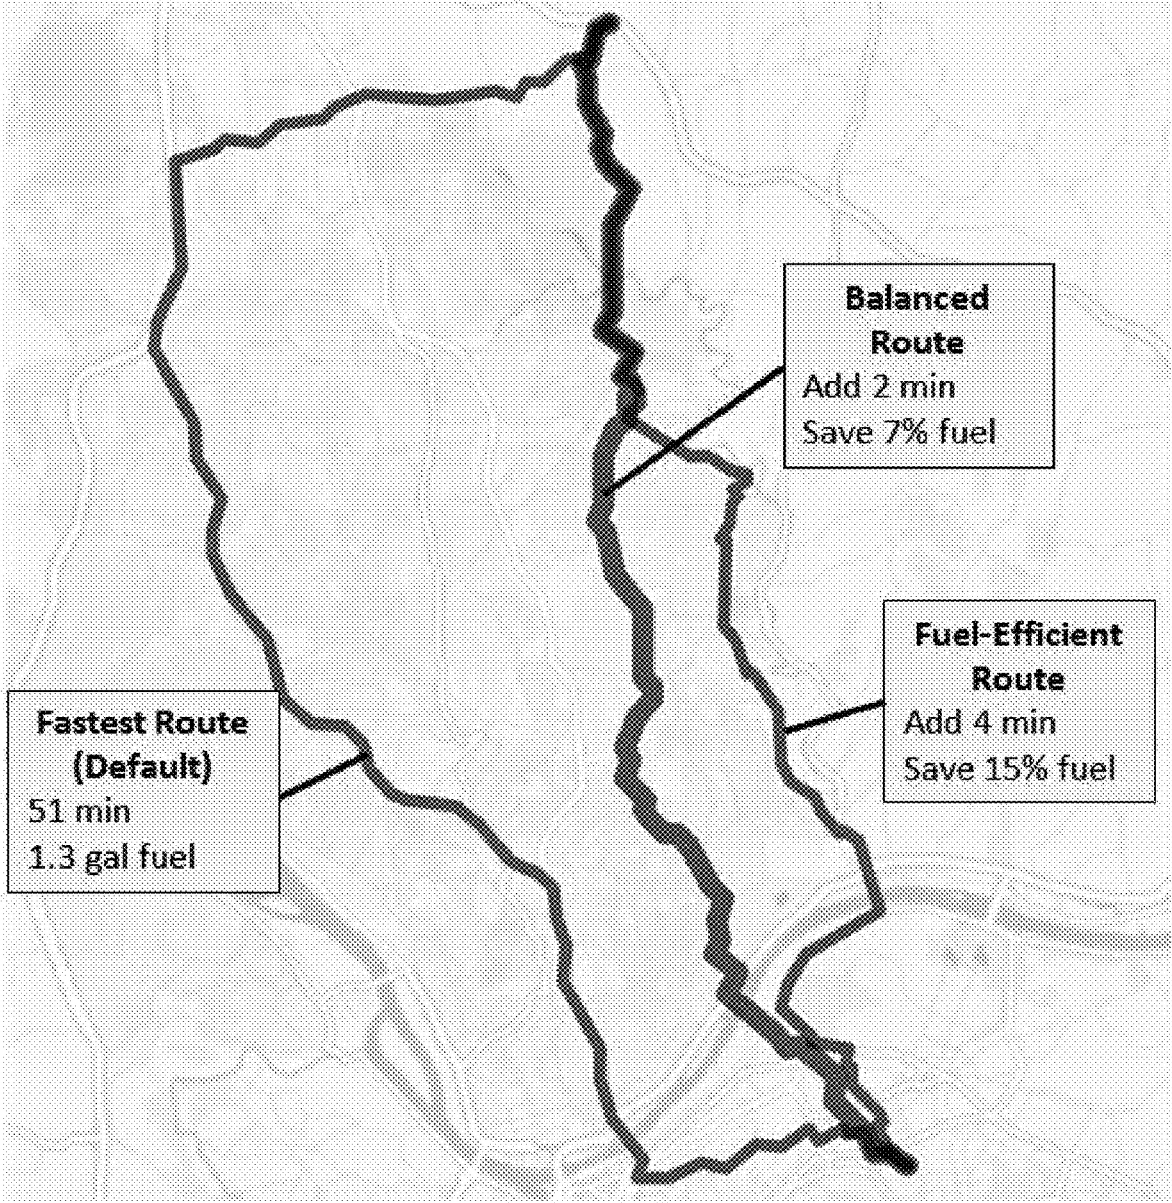 Balanced
Route
Add 2 min
Save 7% fuel
Fuel-Efficient
Route
Add 4 min
Save 15% fuel
Fastest Route
(Default)
51 min
1.3 gal fuel